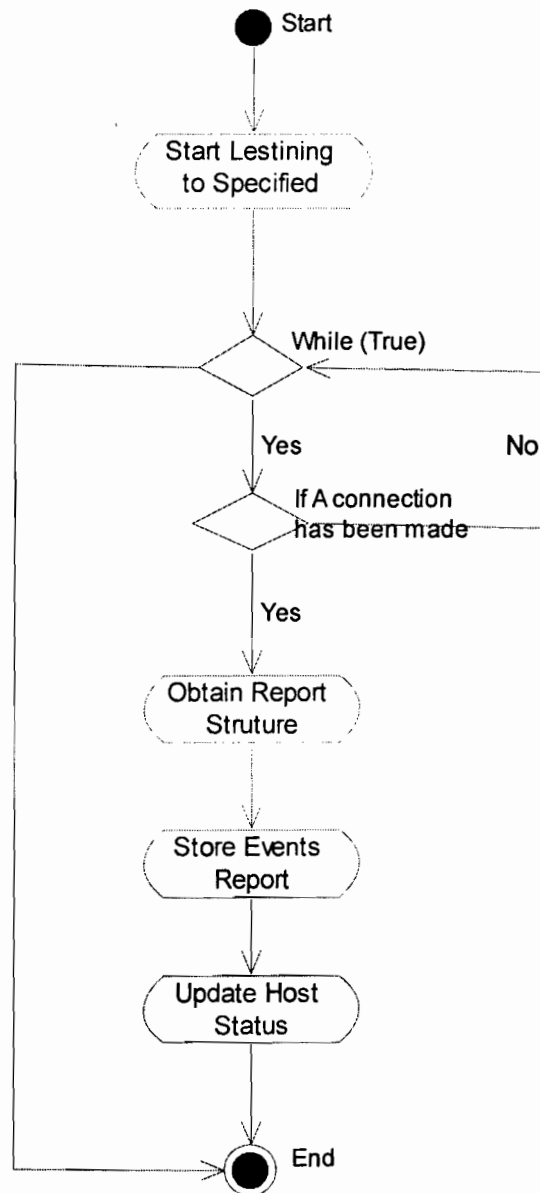 Start
Start Lestining
to Specified
While (True)
Yes
No
If A connection
has been made
Yes
Obtain Report
Struture
Store Events
Report
Update Host
Status
End